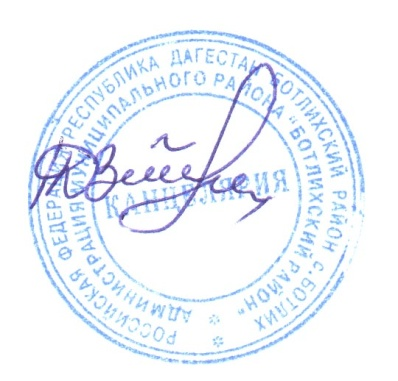 РОССИЙСКАЯ ФЕДЕРАЦИЯ РЕСПУБЛИКА ДАГЕСТАН БОТЛИХСКИЙ РАЙОН С.БОТЛИХ
АДМИНИСТРАЦИЯ МУНИЦИПАЛЬНОГО РАЙОНА "БОТЛИХСКИЙ РАЙОН"
КАНЦЕЛЯРИЯ